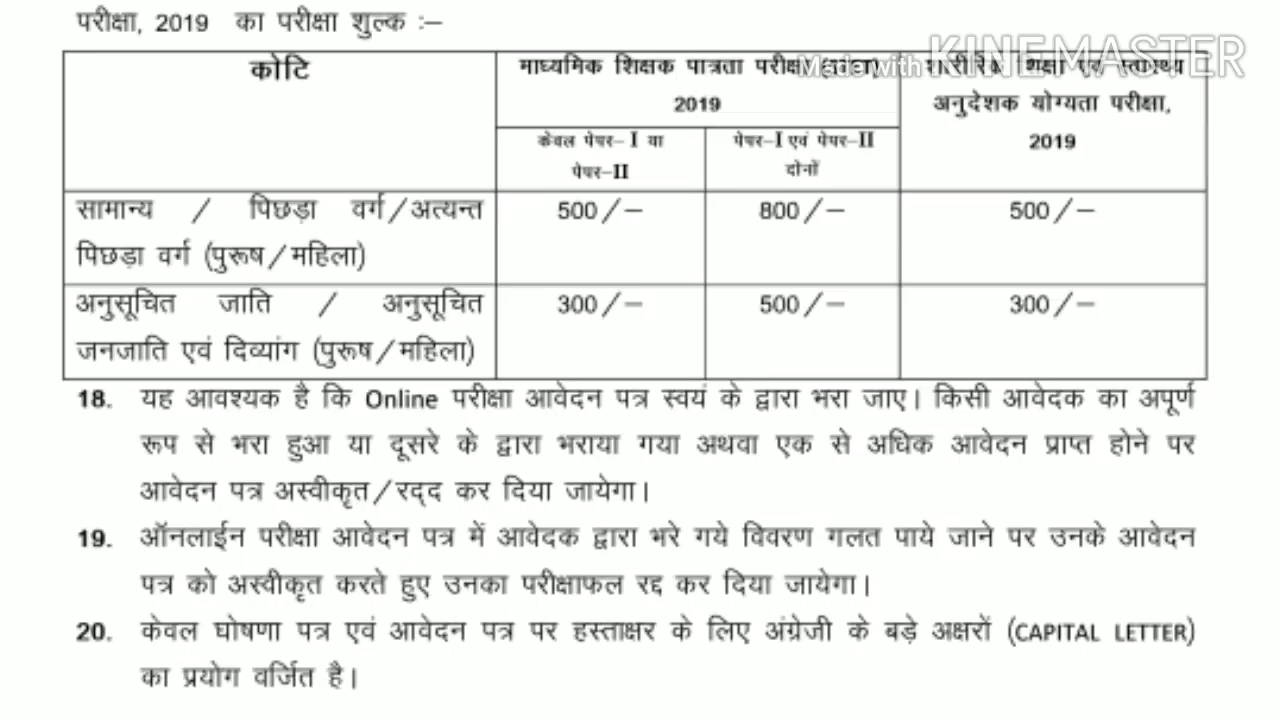 परीक्षा, 2019 का परीक्षा शुल्क :–
Made with KINEMASTER
कोटि
माध्यमिक शिक्षक पात्रता परीक्षा
2019
केवल पेपर– I या
पेपर–II
पेपर–I एवं पेपर–II
दोनों
शारीरिक शिक्षा एवं स्वास्थ्य
अनुदेशक योग्यता परीक्षा,
2019
सामान्य / पिछड़ा वर्ग/अत्यन्त
पिछड़ा वर्ग (पुरूष/महिला)
500/–
800/–
500/–
अनुसूचित जाति / अनुसूचित
जनजाति एवं दिव्यांग (पुरूष/महिला)
300/–
500/–
300/–
18. यह आवश्यक है कि Online परीक्षा आवेदन पत्र स्वयं के द्वारा भरा जाए। किसी आवेदक का अपूर्ण
रूप से भरा हुआ या दूसरे के द्वारा भराया गया अथवा एक से अधिक आवेदन प्राप्त होने पर
आवेदन पत्र अस्वीकृत/रद्द कर दिया जायेगा।
19. ऑनलाईन परीक्षा आवेदन पत्र में आवेदक द्वारा भरे गये विवरण गलत पाये जाने पर उनके आवेदन
पत्र को अस्वीकृत करते हुए उनका परीक्षाफल रद्द कर दिया जायेगा।
20. केवल घोषणा पत्र एवं आवेदन पत्र पर हस्ताक्षर के लिए अंग्रेजी के बड़े अक्षरों (CAPITAL LETTER)
का प्रयोग वर्जित है।